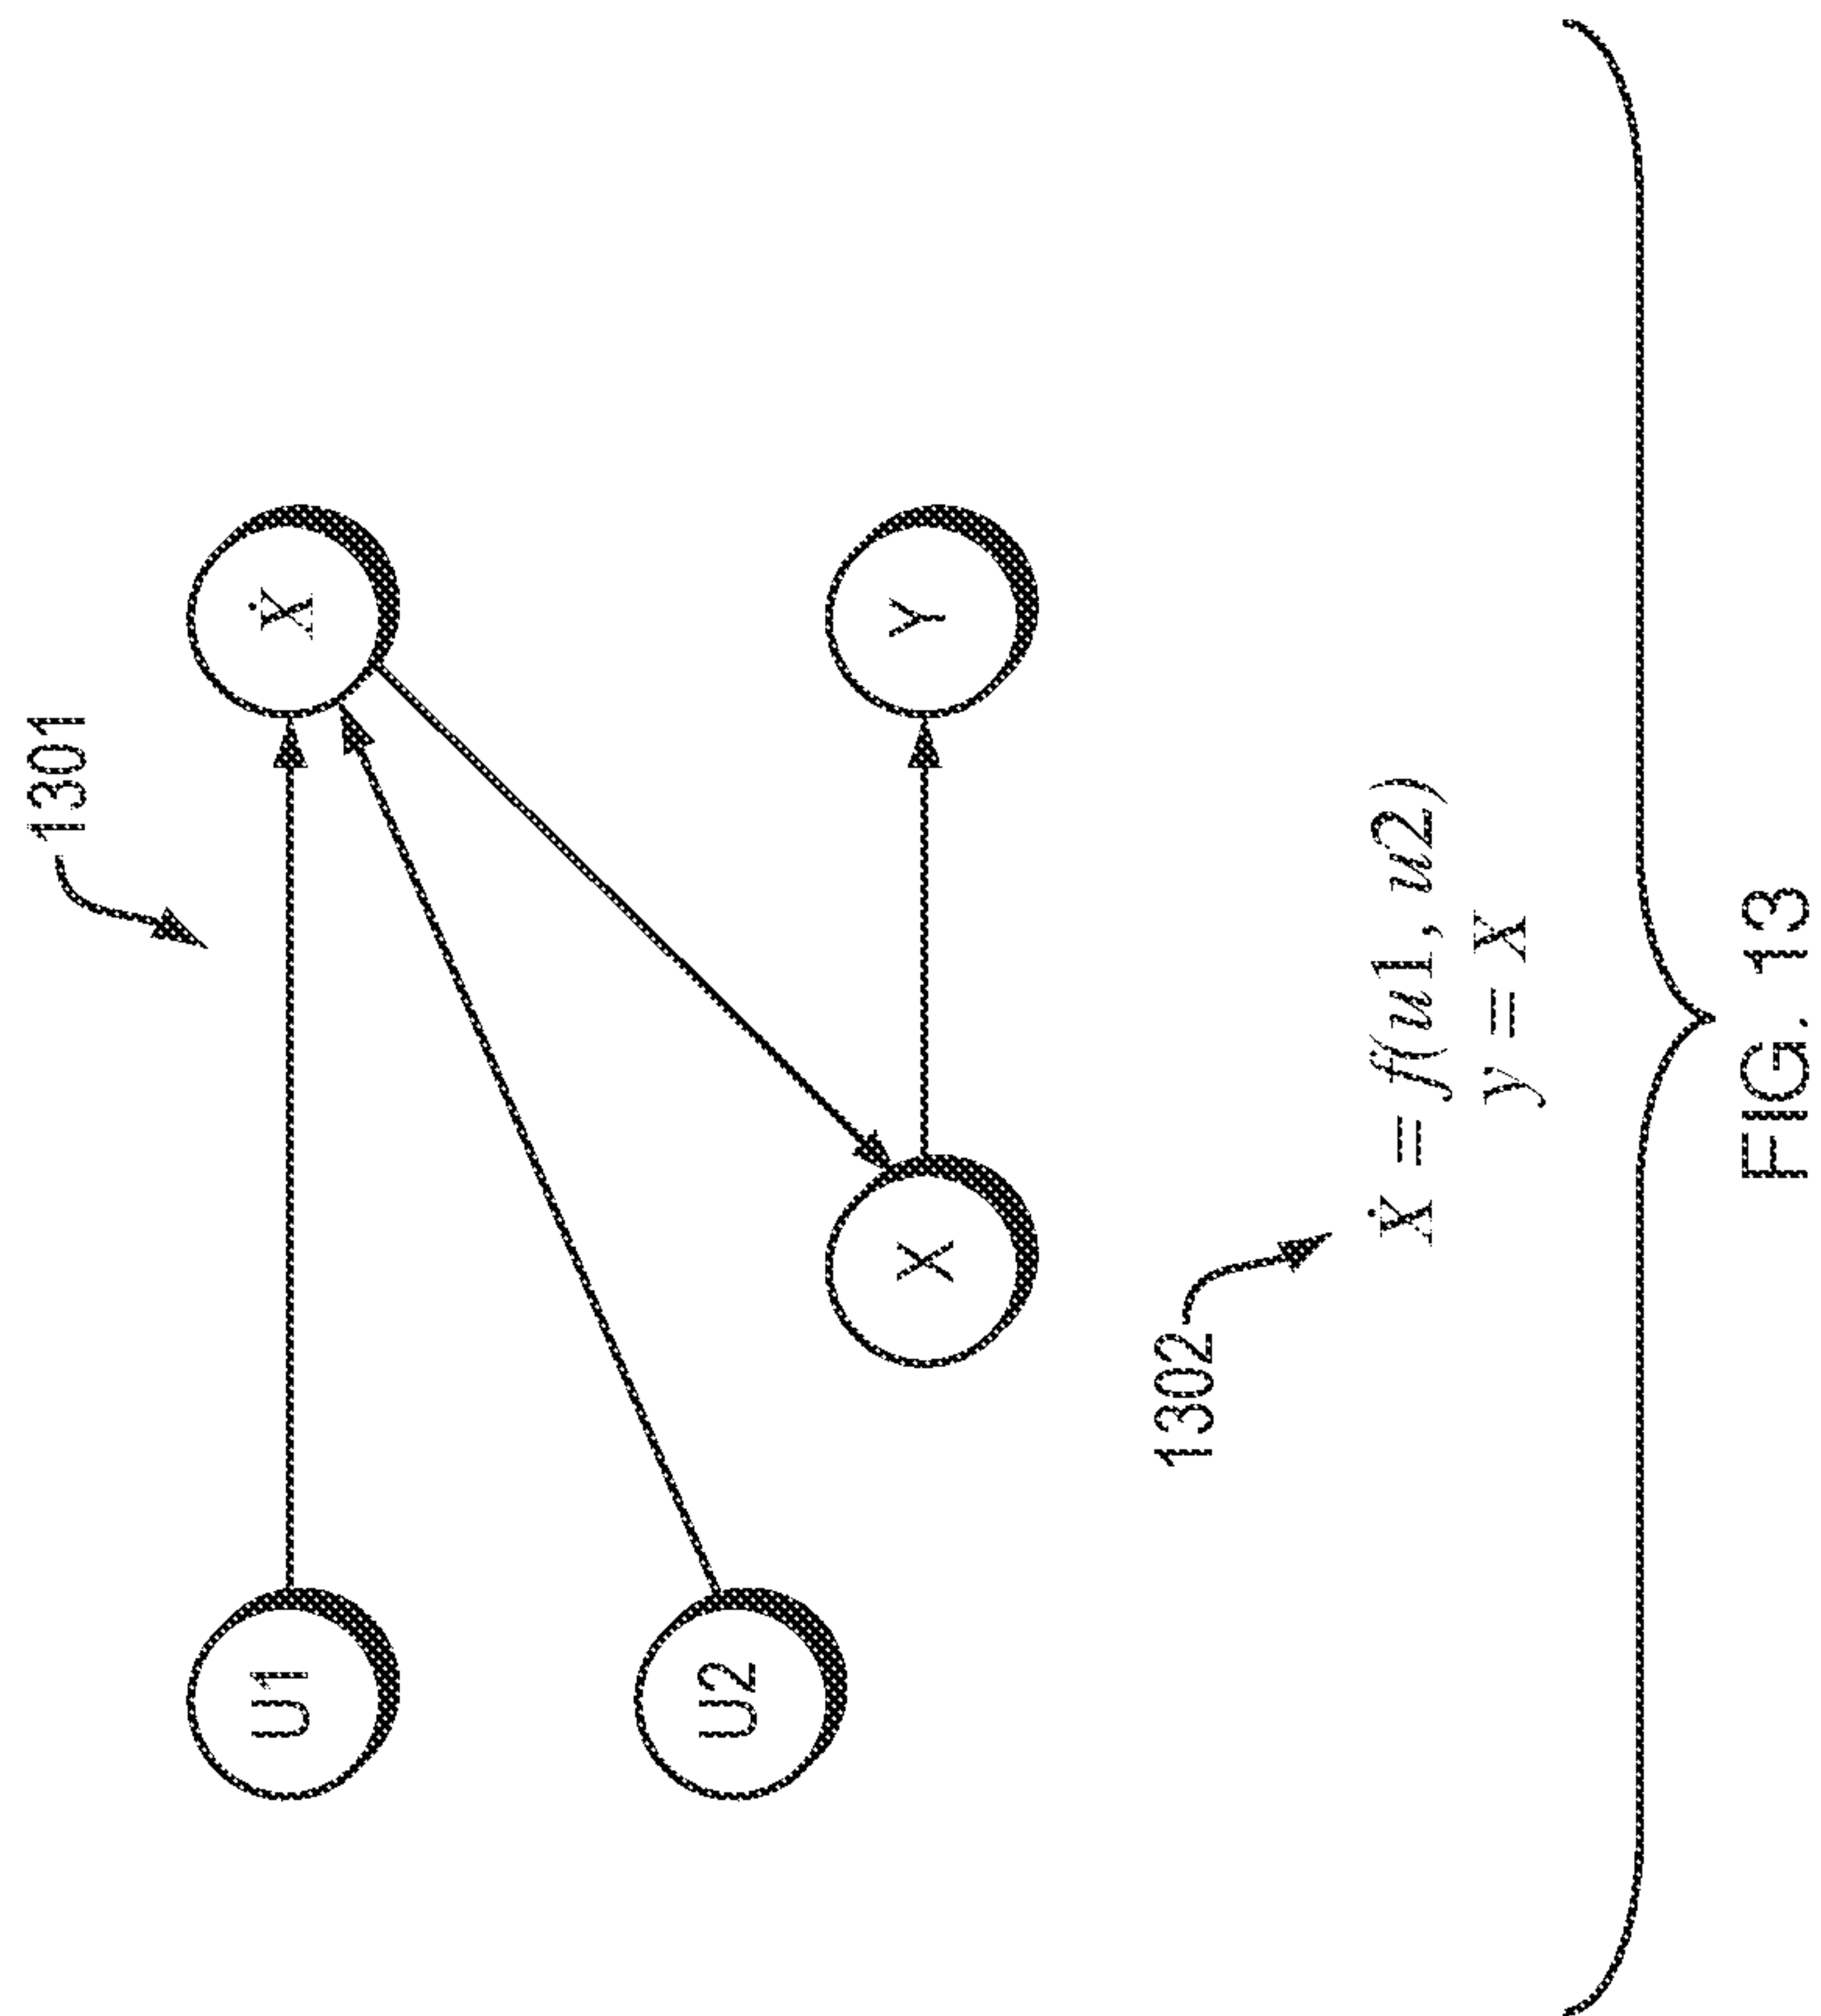 1301
U1
Ẋ
U2
X
Y
1302
Ẋ = f(u1, u2)
y = X
FIG. 13